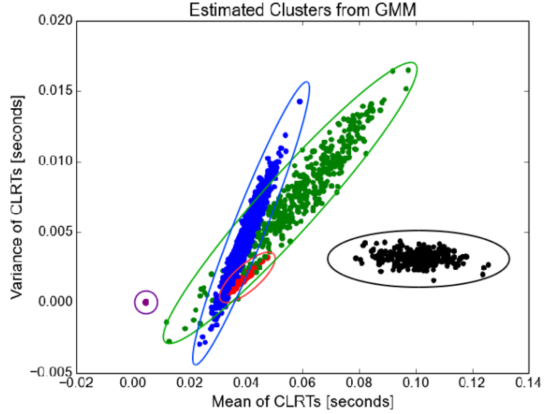 Estimated Clusters from GMM
0.020
0.015
0.010
0.005
0.000
−0.005
Variance of CLRTs [seconds]
−0.02 0.00 0.02 0.04 0.06 0.08 0.10 0.12 0.14
Mean of CLRTs [seconds]